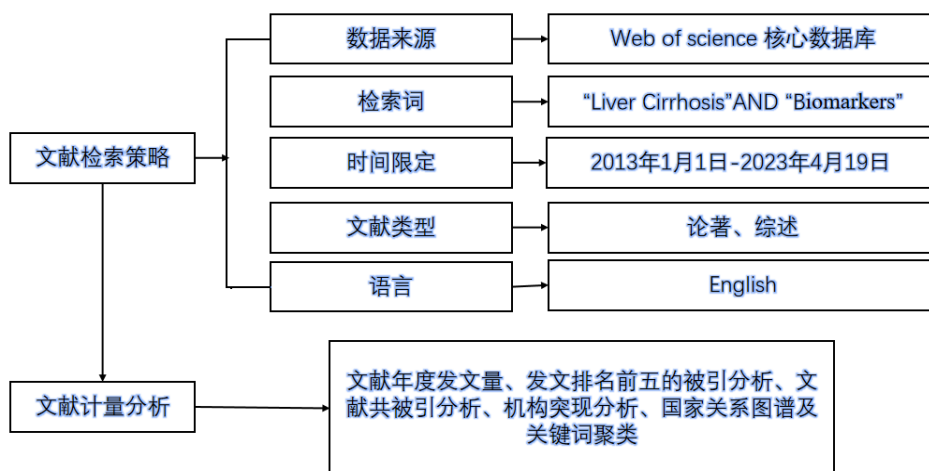 数据来源
Web of science 核心数据库
检索词
“Liver Cirrhosis”AND “Biomarkers”
文献检索策略
时间限定
2013年1月1日-2023年4月19日
文献类型
论著、综述
语言
English
文献计量分析
文献年度发文量、发文排名前五的被引分析、文
献共被引分析、机构突现分析、国家关系图谱及
关键词聚类